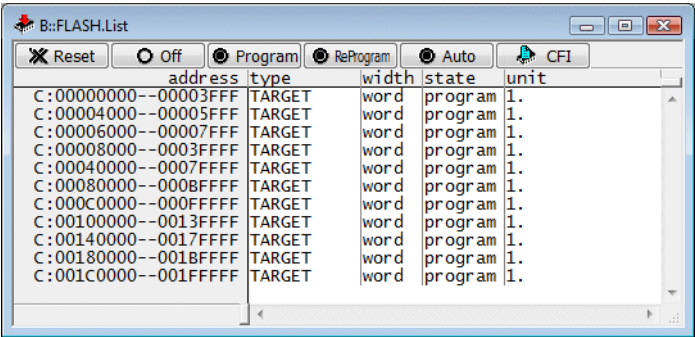 B::FLASH.List
Reset Off Program ReProgram Auto CFI
address type width state unit
C:00000000--00003FFF TARGET word program 1.
C:00004000--00005FFF TARGET word program 1.
C:00006000--00007FFF TARGET word program 1.
C:00008000--0003FFFF TARGET word program 1.
C:00040000--0007FFFF TARGET word program 1.
C:00080000--000BFFFF TARGET word program 1.
C:000C0000--000FFFFF TARGET word program 1.
C:00100000--0013FFFF TARGET word program 1.
C:00140000--0017FFFF TARGET word program 1.
C:00180000--001BFFFF TARGET word program 1.
C:001C0000--001FFFFF TARGET word program 1.